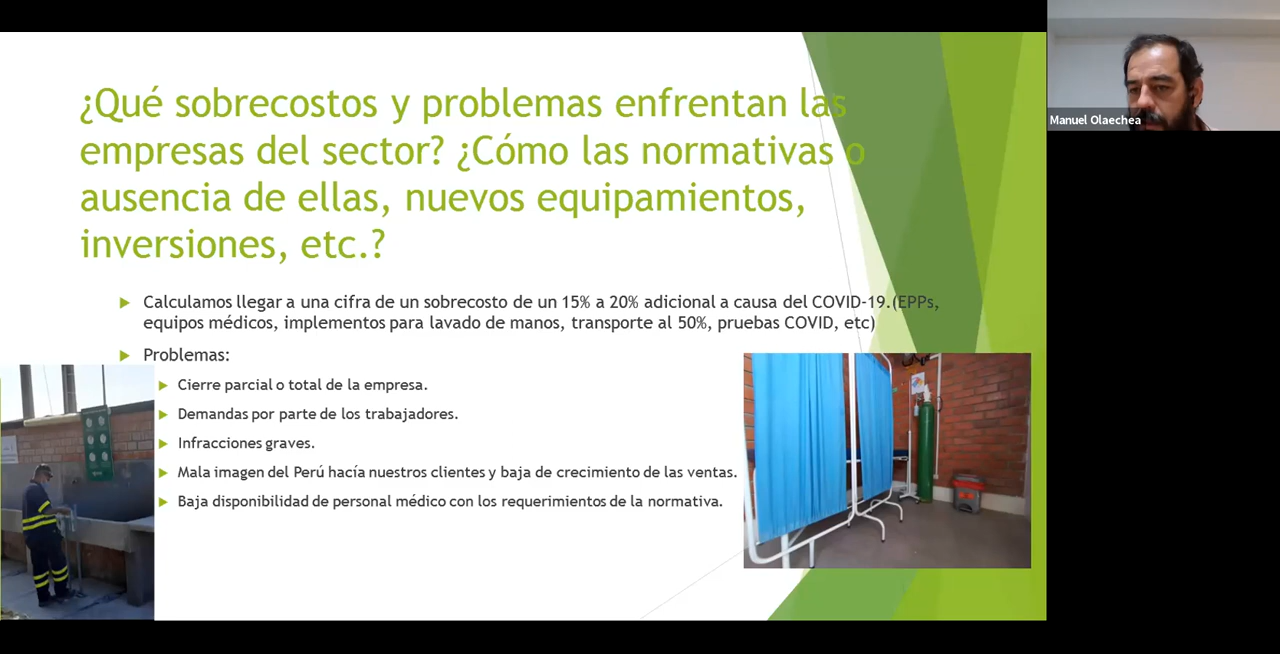 ¿Qué sobrecostos y problemas enfrentan las
empresas del sector? ¿Cómo las normativas o
ausencia de ellas, nuevos equipamientos,
inversiones, etc.?
Calculamos llegar a una cifra de un sobrecosto de un 15% a 20% adicional a causa del COVID-19.(EPPs,
equipos médicos, implementos para lavado de manos, transporte al 50%, pruebas COVID, etc)
Problemas:
Cierre parcial o total de la empresa.
Demandas por parte de los trabajadores.
Infracciones graves.
Mala imagen del Perú hacía nuestros clientes y baja de crecimiento de las ventas.
Baja disponibilidad de personal médico con los requerimientos de la normativa.
Manuel Olaechea